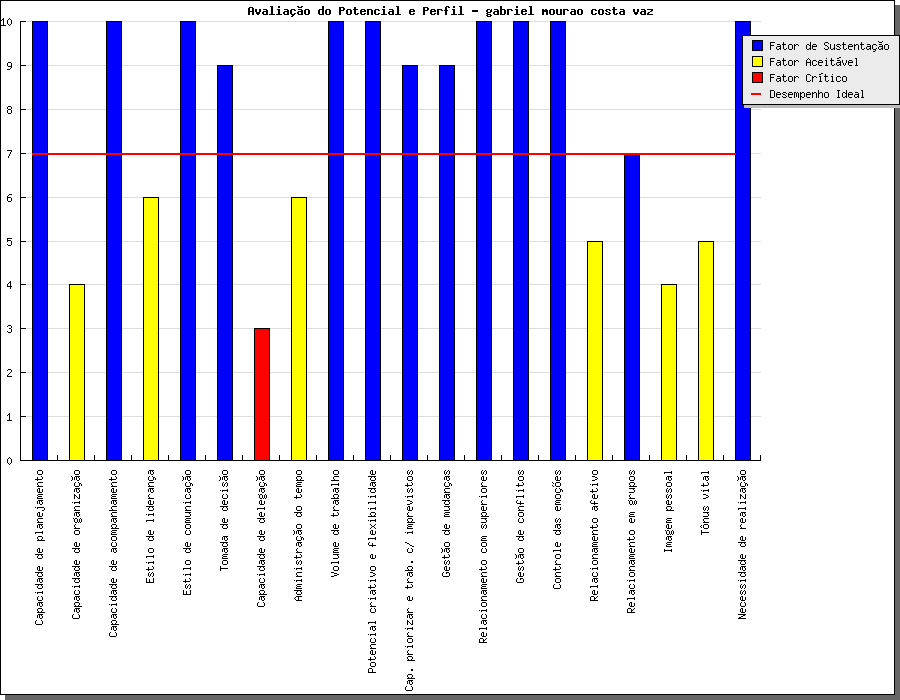 Avaliação do Potencial e Perfil - gabriel mourao costa vaz
10
9
8
7
6
5
4
3
2
1
0
Fator de Sustentação
Fator Aceitável
Fator Crítico
Desempenho Ideal
Capacidade de planejamento
Capacidade de organização
Capacidade de acompanhamento
Estilo de liderança
Estilo de comunicação
Tomada de decisão
Capacidade de delegação
Administração do tempo
Volume de trabalho
Potencial criativo e flexibilidade
Cap. priorizar e trab. c/ imprevistos
Gestão de mudanças
Relacionamento com superiores
Gestão de conflitos
Controle das emoções
Relacionamento afetivo
Relacionamento em grupos
Imagem pessoal
Tônus vital
Necessidade de realização